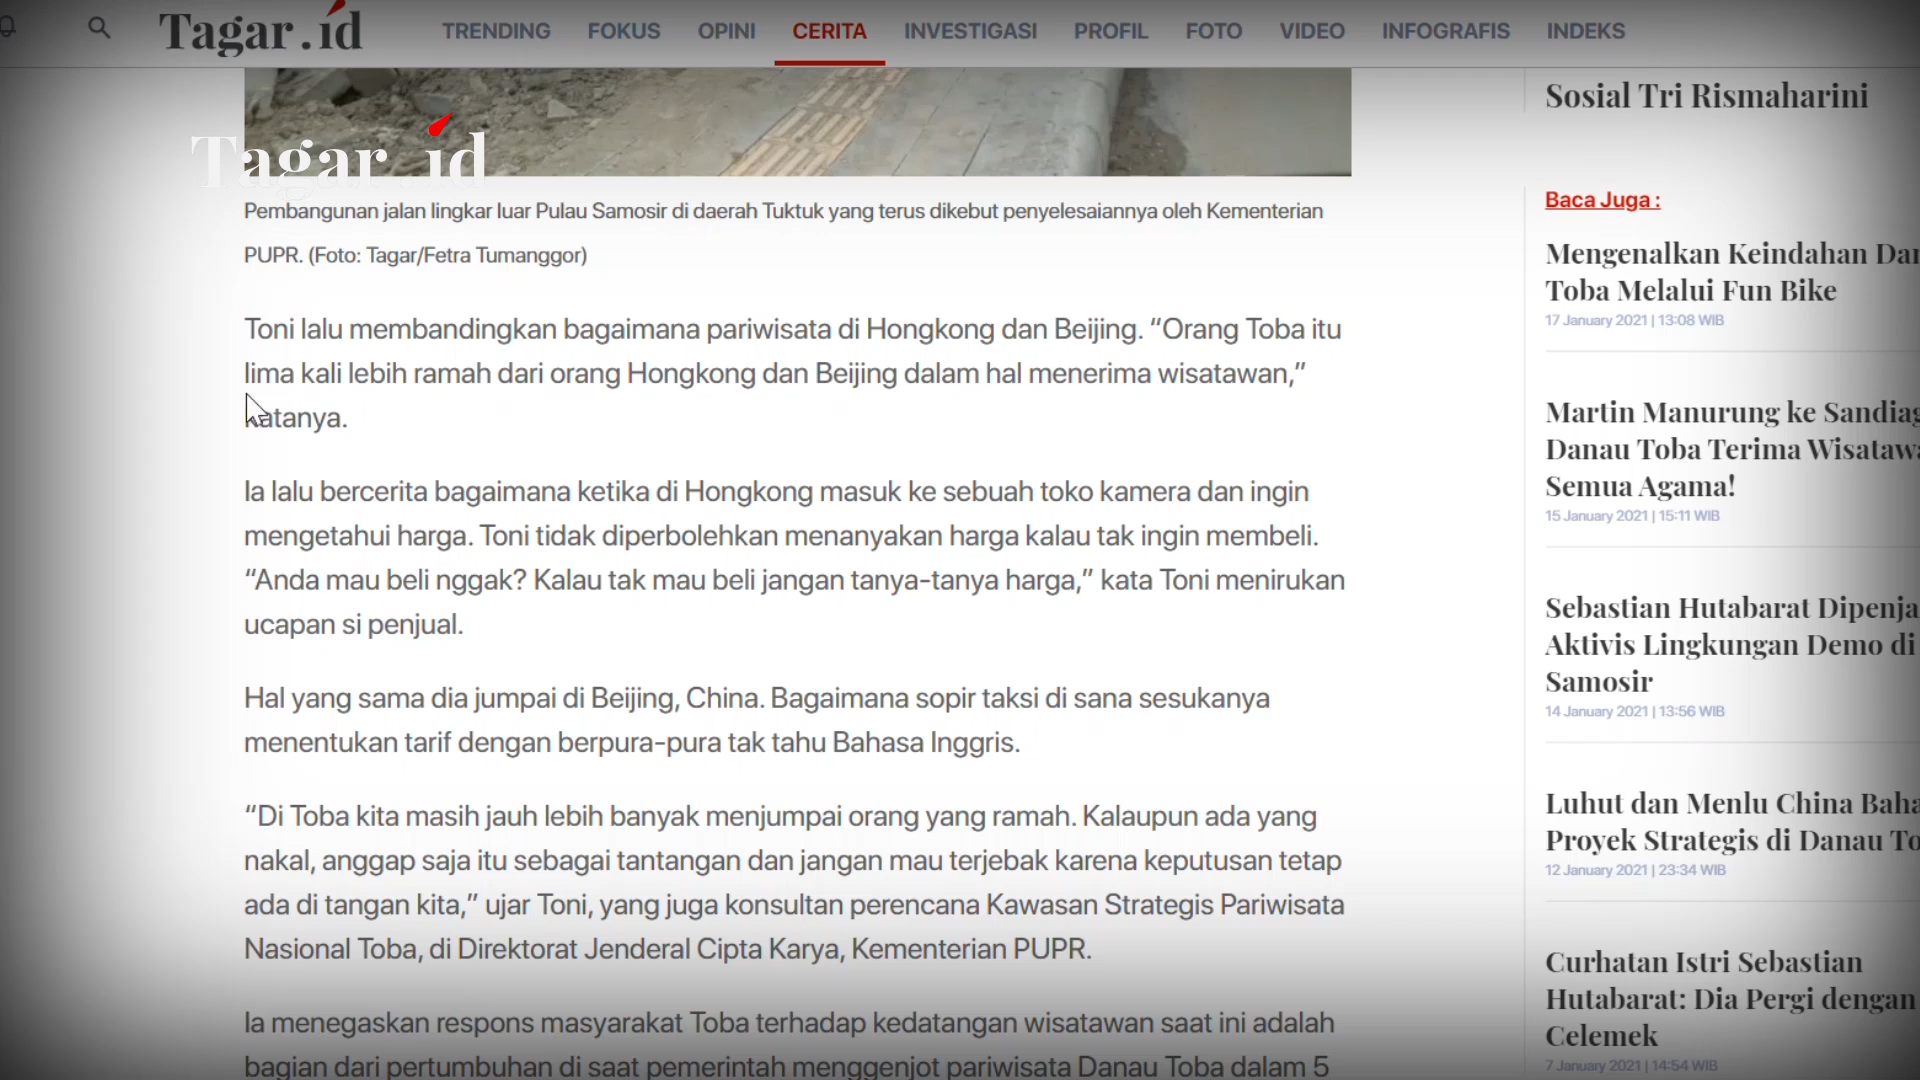 Tagar.id
TRENDING FOKUS OPINI CERITA INVESTIGASI PROFIL FOTO VIDEO INFOGRAFIS INDEKS
Tagar.id
Pembangunan jalan lingkar luar Pulau Samosir di daerah Tuktuk yang terus dikebut penyelesaiannya oleh Kementerian
PUPR. (Foto: Tagar/Fetra Tumanggor)
Toni lalu membandingkan bagaimana pariwisata di Hongkong dan Beijing. “Orang Toba itu
lima kali lebih ramah dari orang Hongkong dan Beijing dalam hal menerima wisatawan,”
katanya.
Ia lalu bercerita bagaimana ketika di Hongkong masuk ke sebuah toko kamera dan ingin
mengetahui harga. Toni tidak diperbolehkan menanyakan harga kalau tak ingin membeli.
“Anda mau beli nggak? Kalau tak mau beli jangan tanya-tanya harga,” kata Toni menirukan
ucapan si penjual.
Hal yang sama dia jumpai di Beijing, China. Bagaimana sopir taksi di sana sesukanya
menentukan tarif dengan berpura-pura tak tahu Bahasa Inggris.
“Di Toba kita masih jauh lebih banyak menjumpai orang yang ramah. Kalaupun ada yang
nakal, anggap saja itu sebagai tantangan dan jangan mau terjebak karena keputusan tetap
ada di tangan kita,” ujar Toni, yang juga konsultan perencana Kawasan Strategis Pariwisata
Nasional Toba, di Direktorat Jenderal Cipta Karya, Kementerian PUPR.
Ia menegaskan respons masyarakat Toba terhadap kedatangan wisatawan saat ini adalah
bagian dari pertumbuhan di saat pemerintah menggenjot pariwisata Danau Toba dalam 5
Sosial Tri Rismaharini
Baca Juga :
Mengenalkan Keindahan Dan
Toba Melalui Fun Bike
17 January 2021 | 13:08 WIB
Martin Manurung ke Sandiag
Danau Toba Terima Wisatawa
Semua Agama!
15 January 2021 | 15:11 WIB
Sebastian Hutabarat Dipenja
Aktivis Lingkungan Demo di
Samosir
14 January 2021 | 13:56 WIB
Luhut dan Menlu China Baha
Proyek Strategis di Danau To
12 January 2021 | 23:34 WIB
Curhatan Istri Sebastian
Hutabarat: Dia Pergi dengan
Celemek
7 January 2021 | 14:54 WIB